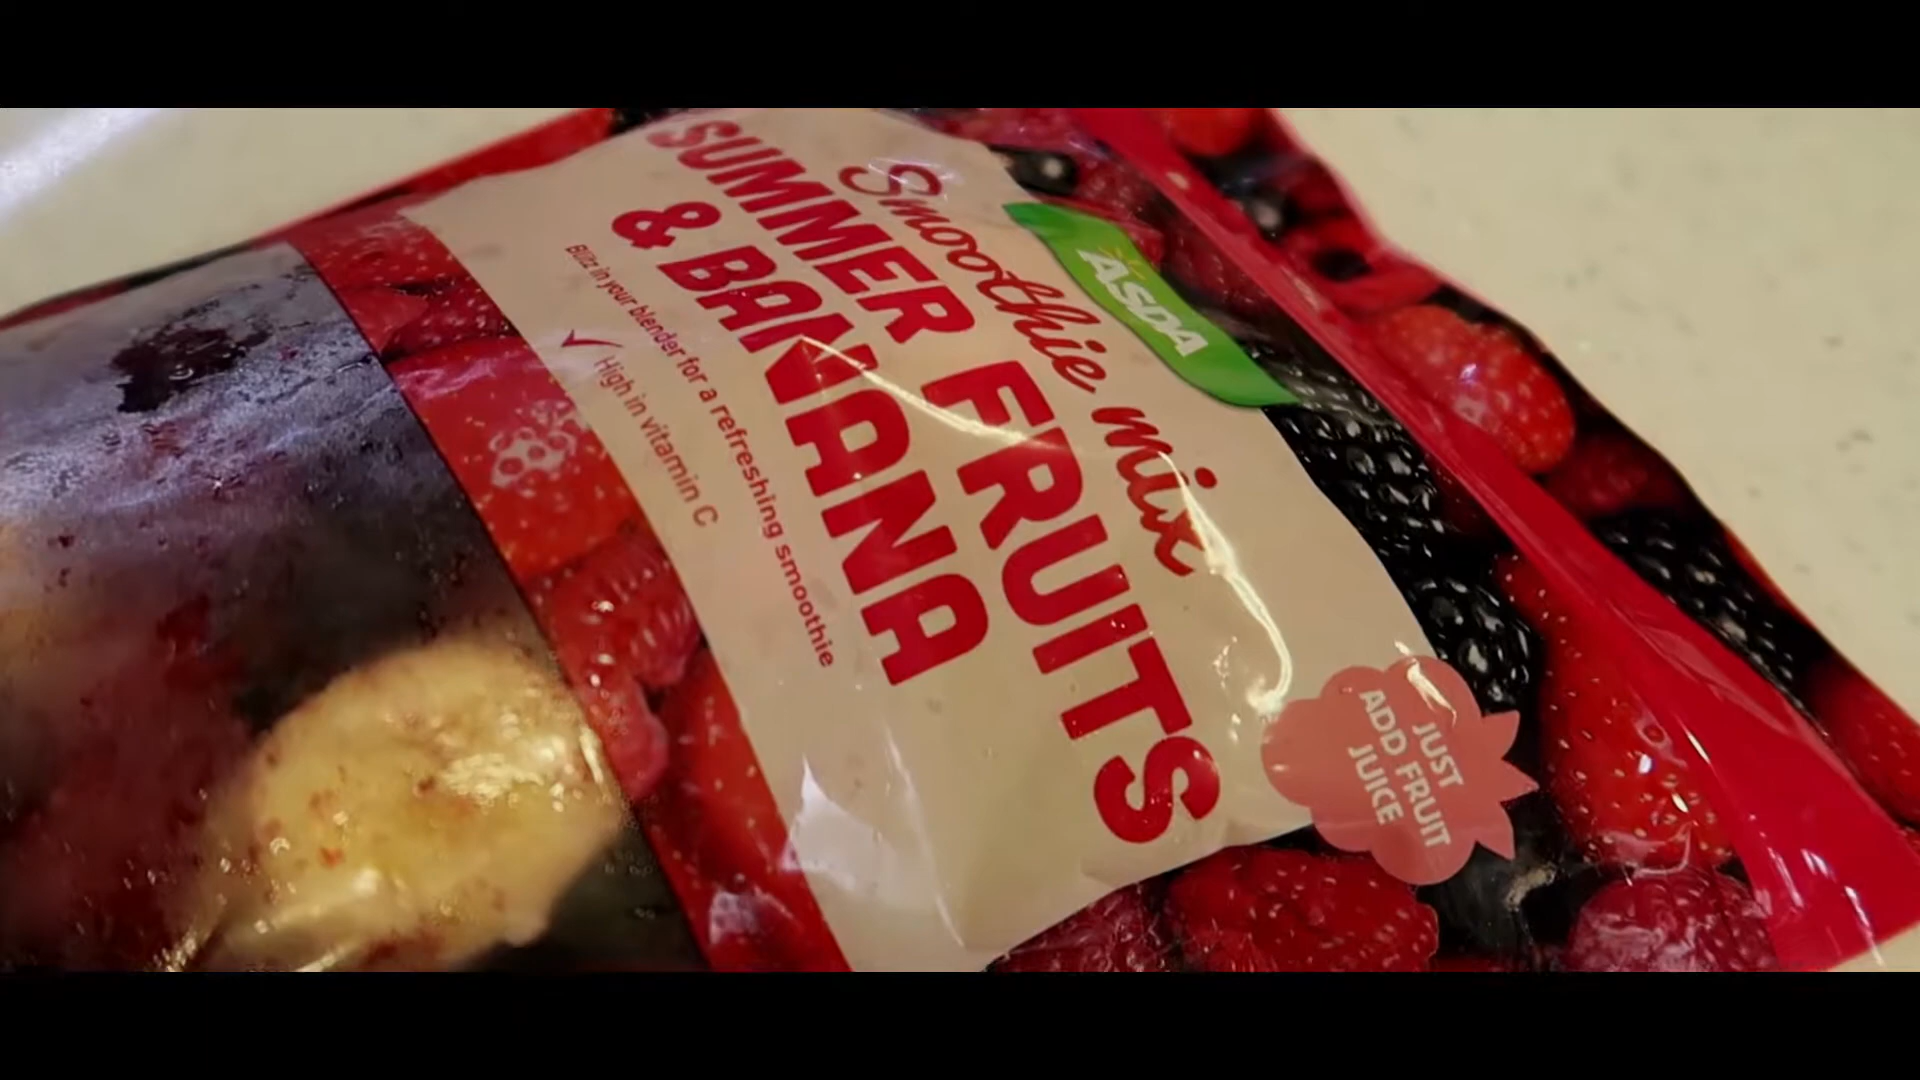 ASDA
Smoothie mix
SUMMER FRUITS
& BANANA
Blitz in your blender for a refreshing smoothie
High in vitamin C
JUST
ADD FRUIT
JUICE